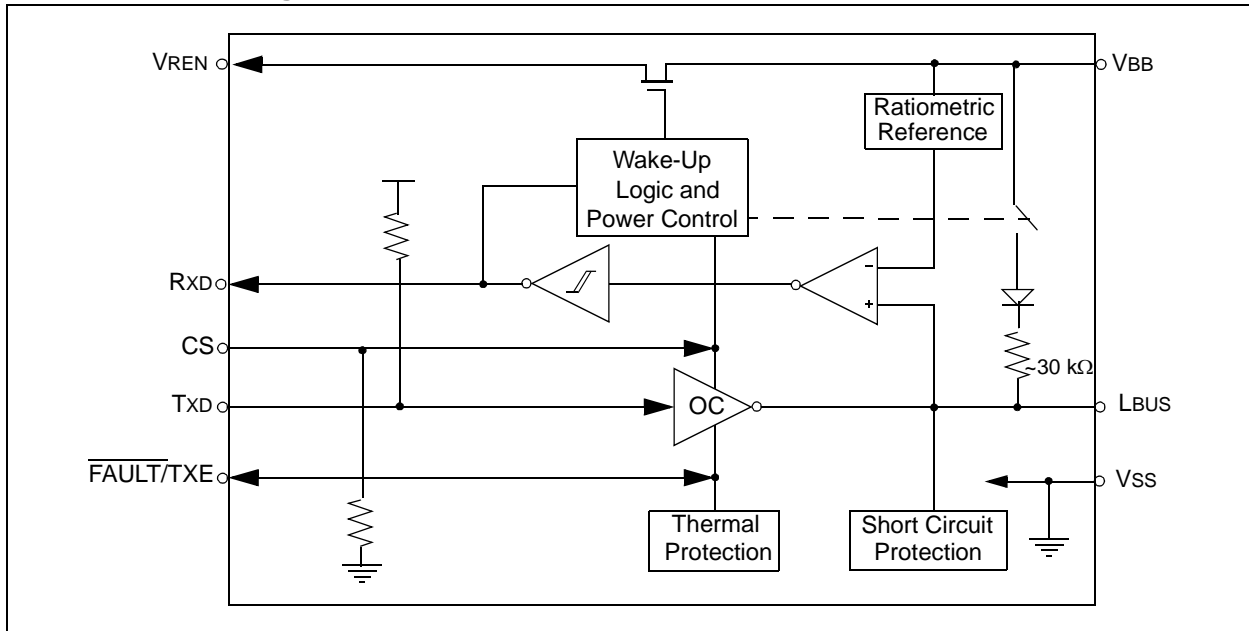 VREN
VBB
Ratiometric
Reference
Wake-Up
Logic and
Power Control
RXD
-
+
CS
~30 kΩ
TXD
OC
LBUS
FAULT/TXE
VSS
Thermal
Protection
Short Circuit
Protection